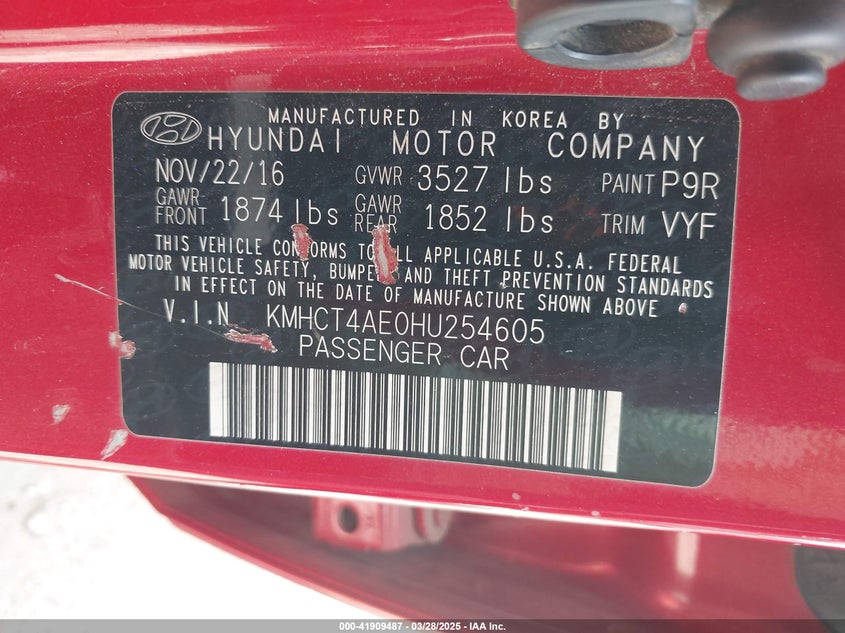 MANUFACTURED IN KOREA BY
HYUNDAI MOTOR COMPANY
NOV/22/16 GVWR 3527 lbs PAINT P9R
GAWR FRONT 1874 lbs GAWR REAR 1852 lbs TRIM VYF
THIS VEHICLE CONFORMS TO ALL APPLICABLE U.S.A. FEDERAL
MOTOR VEHICLE SAFETY, BUMPER AND THEFT PREVENTION STANDARDS
IN EFFECT ON THE DATE OF MANUFACTURE SHOWN ABOVE
V.I.N KMHCT4AE0HU254605
PASSENGER CAR
000-41909487 - 03/28/2025 - IAA Inc.